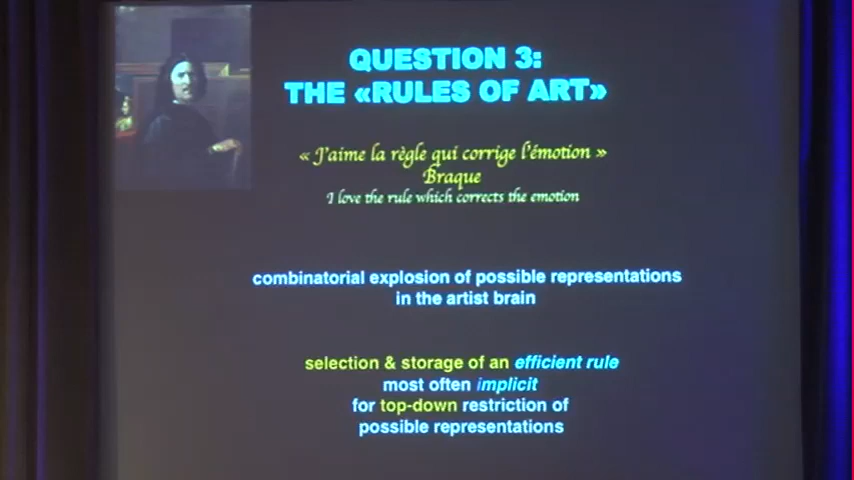 QUESTION 3:
THE «RULES OF ART»
« J'aime la règle qui corrige l'émotion »
Braque
I love the rule which corrects the emotion
combinatorial explosion of possible representations
in the artist brain
selection & storage of an efficient rule
most often implicit
for top-down restriction of
possible representations